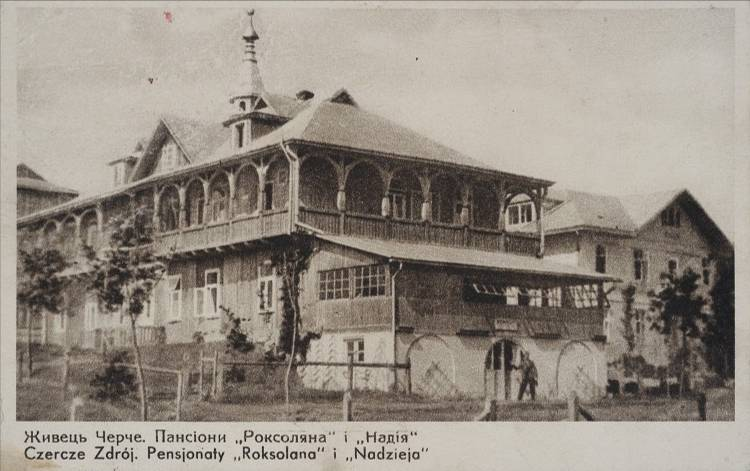 Живець Черче. Пансіони „Роксоляна“ і „Надія“
Czercze Zdrój. Pensjonaty „Roksolana“ i „Nadzieja“